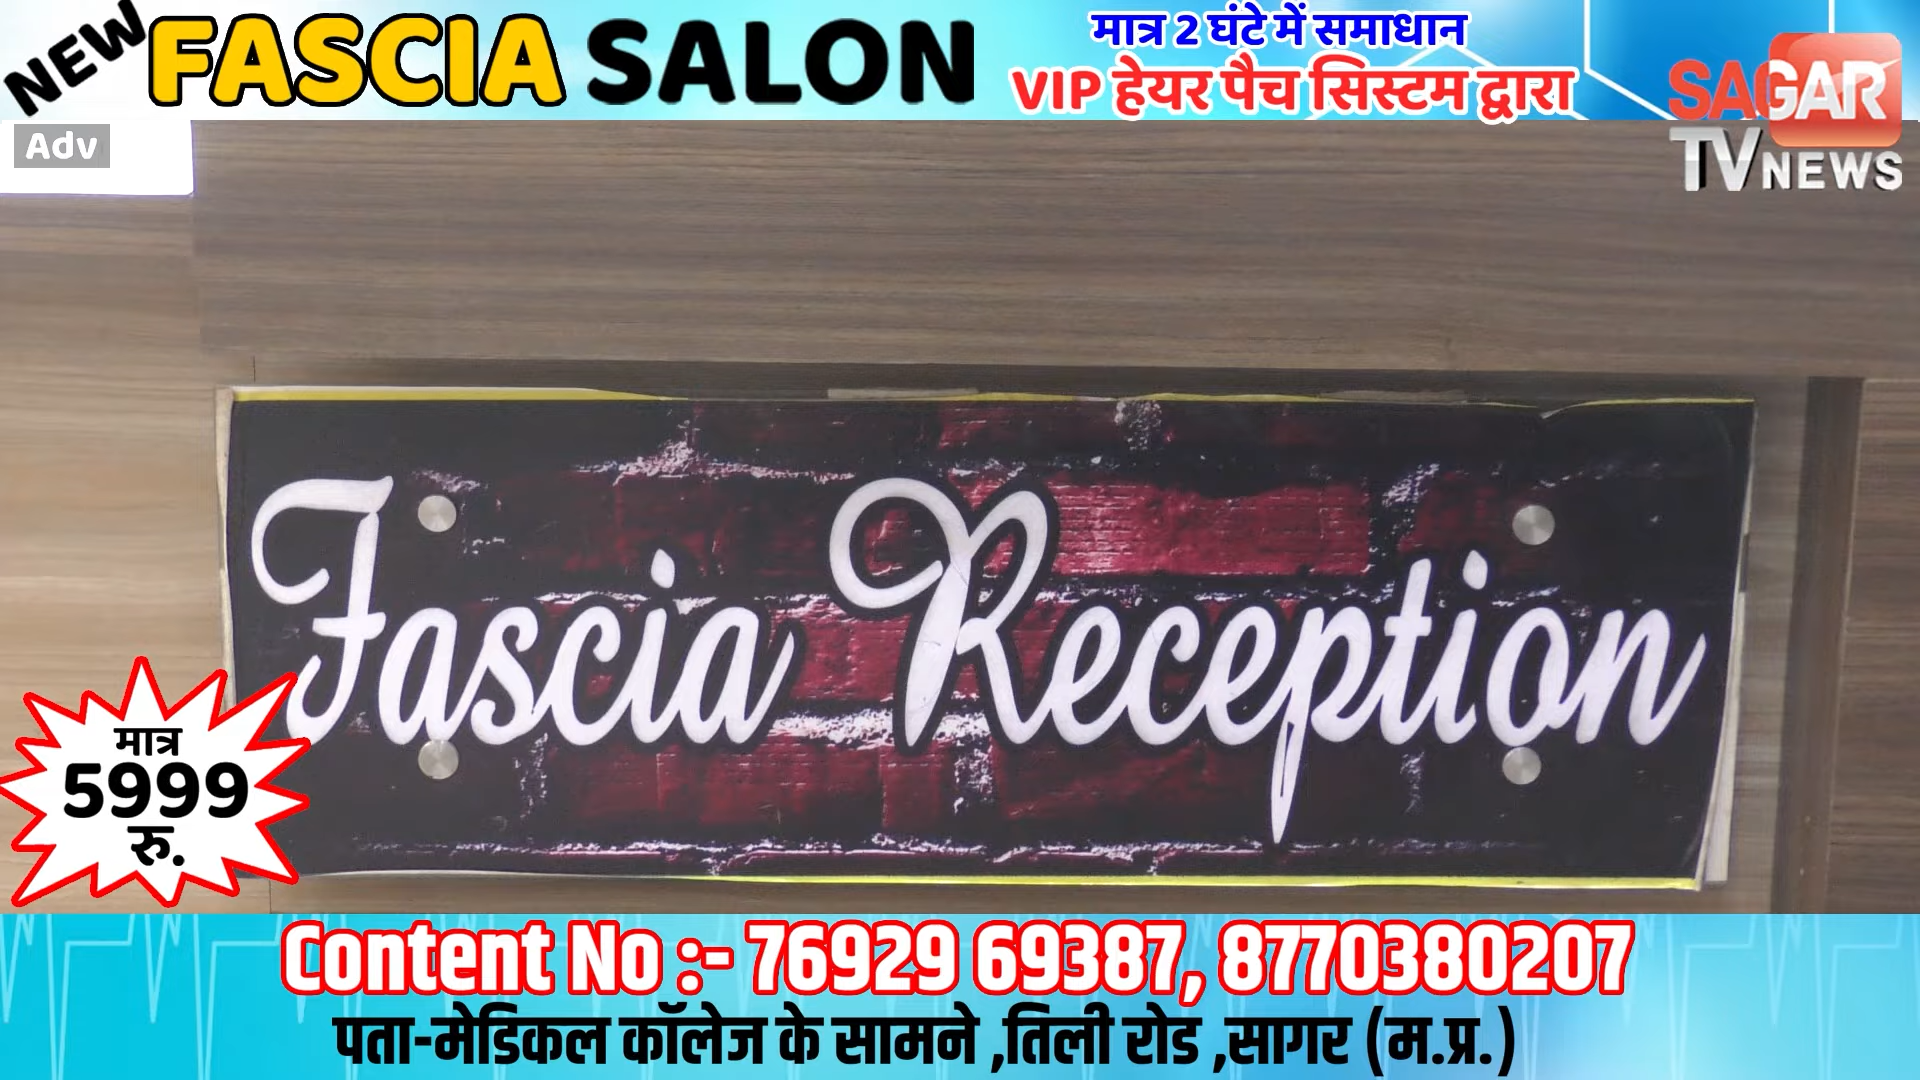 NEW FASCIA SALON
मात्र 2 घंटे में समाधान
VIP हेयर पैच सिस्टम द्वारा
SAGAR
TV NEWS
Adv
Fascia Reception
मात्र
5999
रु.
Content No :- 76929 69387, 8770380207
पता-मेडिकल कॉलेज के सामने ,तिली रोड ,सागर (म.प्र.)